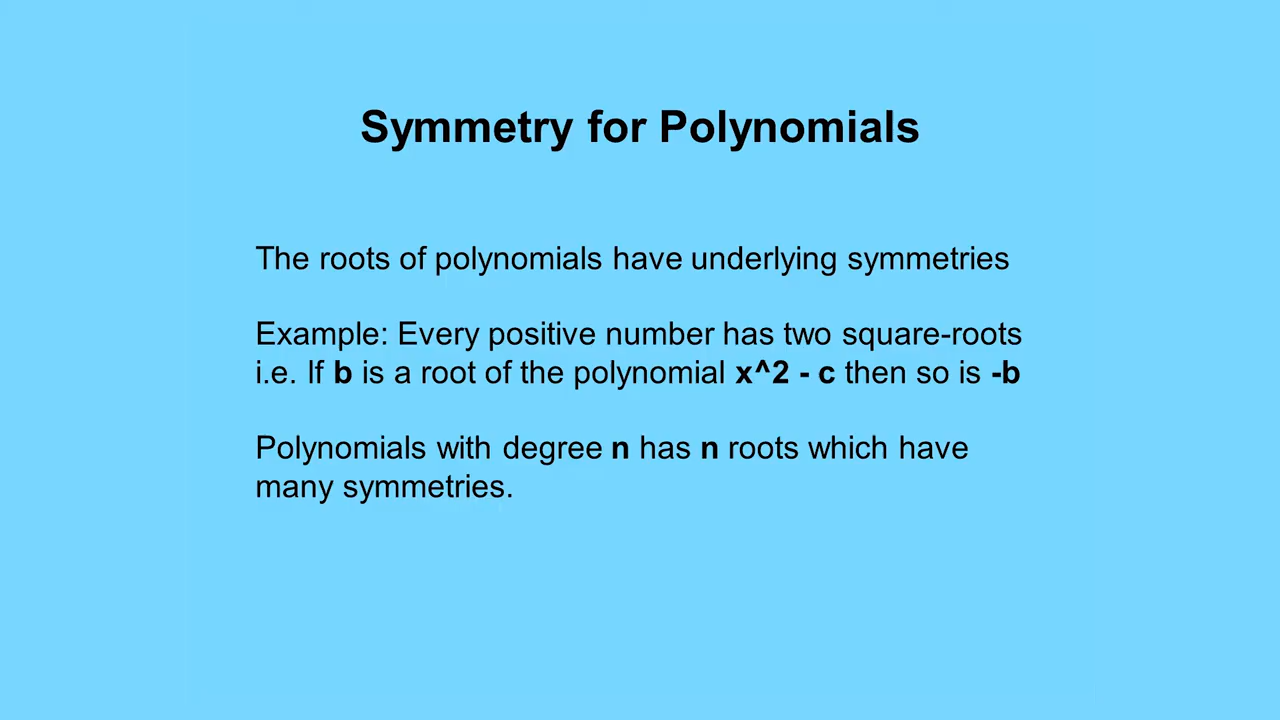 Symmetry for Polynomials
The roots of polynomials have underlying symmetries
Example: Every positive number has two square-roots
i.e. If b is a root of the polynomial x^2 - c then so is -b
Polynomials with degree n has n roots which have
many symmetries.